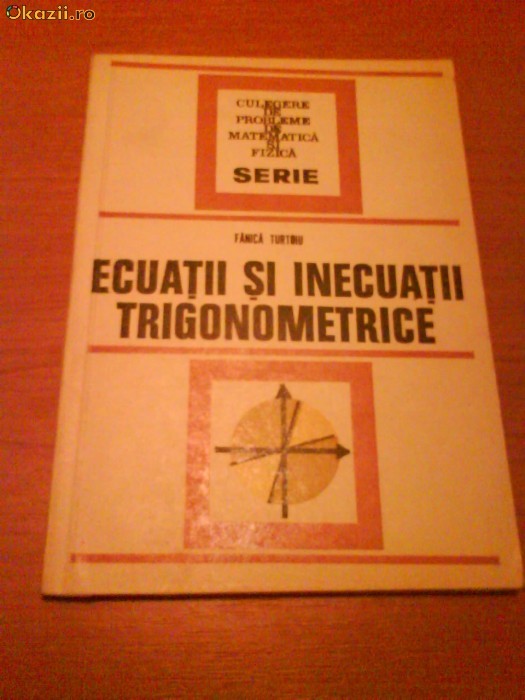 Okazii.ro
CULEGERE
DE
PROBLEME
DE
MATEMATICĂ
ȘI
FIZICĂ
SERIE
FĂNICĂ TURTOIU
ECUAȚII ȘI INECUAȚII
TRIGONOMETRICE